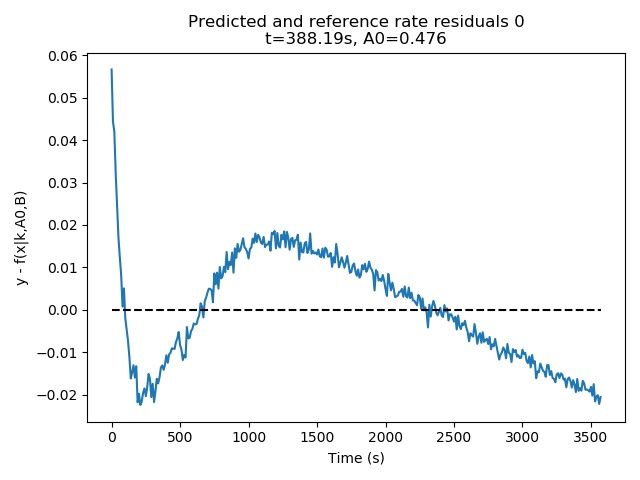 Predicted and reference rate residuals 0
t=388.19s, A0=0.476
0.06
0.05
0.04
0.03
0.02
0.01
0.00
−0.01
−0.02
y - f(x|k,A0,B)
0 500 1000 1500 2000 2500 3000 3500
Time (s)